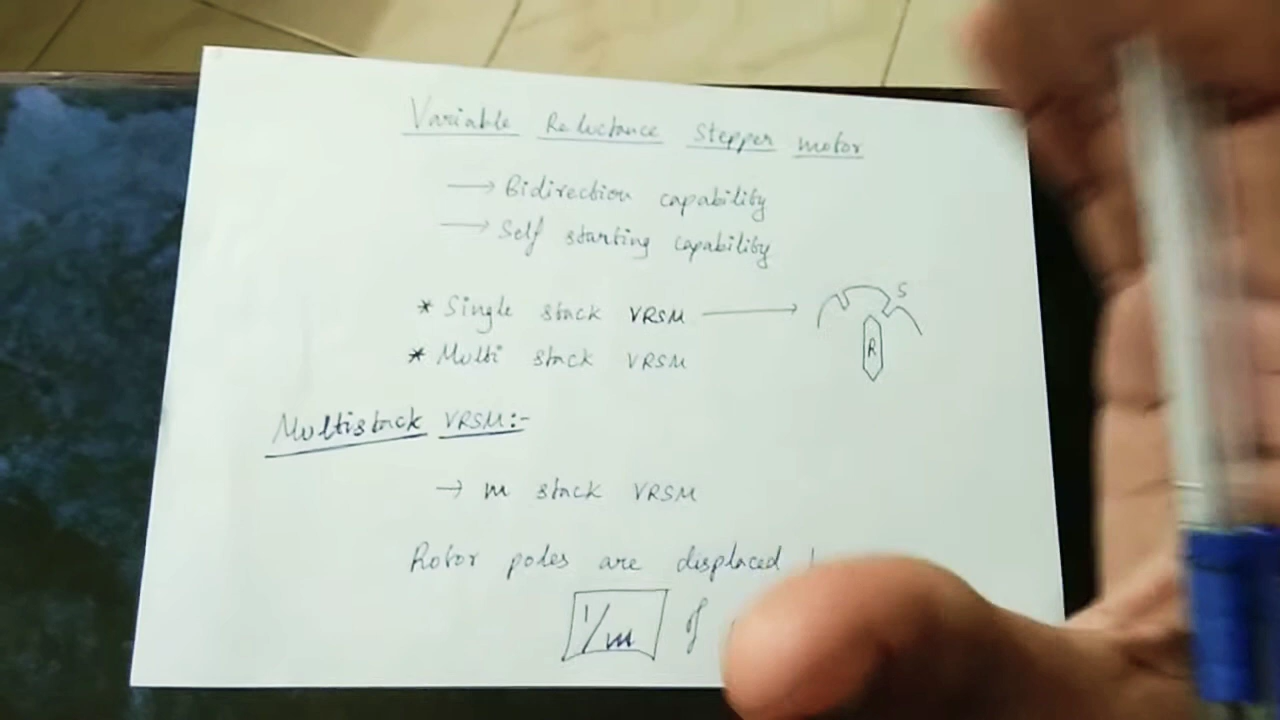 Variable Reluctance Stepper motor
→ Bidirection capability
→ Self starting capability
* Single stack VRSM → S
R
* Multi stack VRSM
Multistack VRSM:-
→ m stack VRSM
Rotor poles are displaced
1/m of